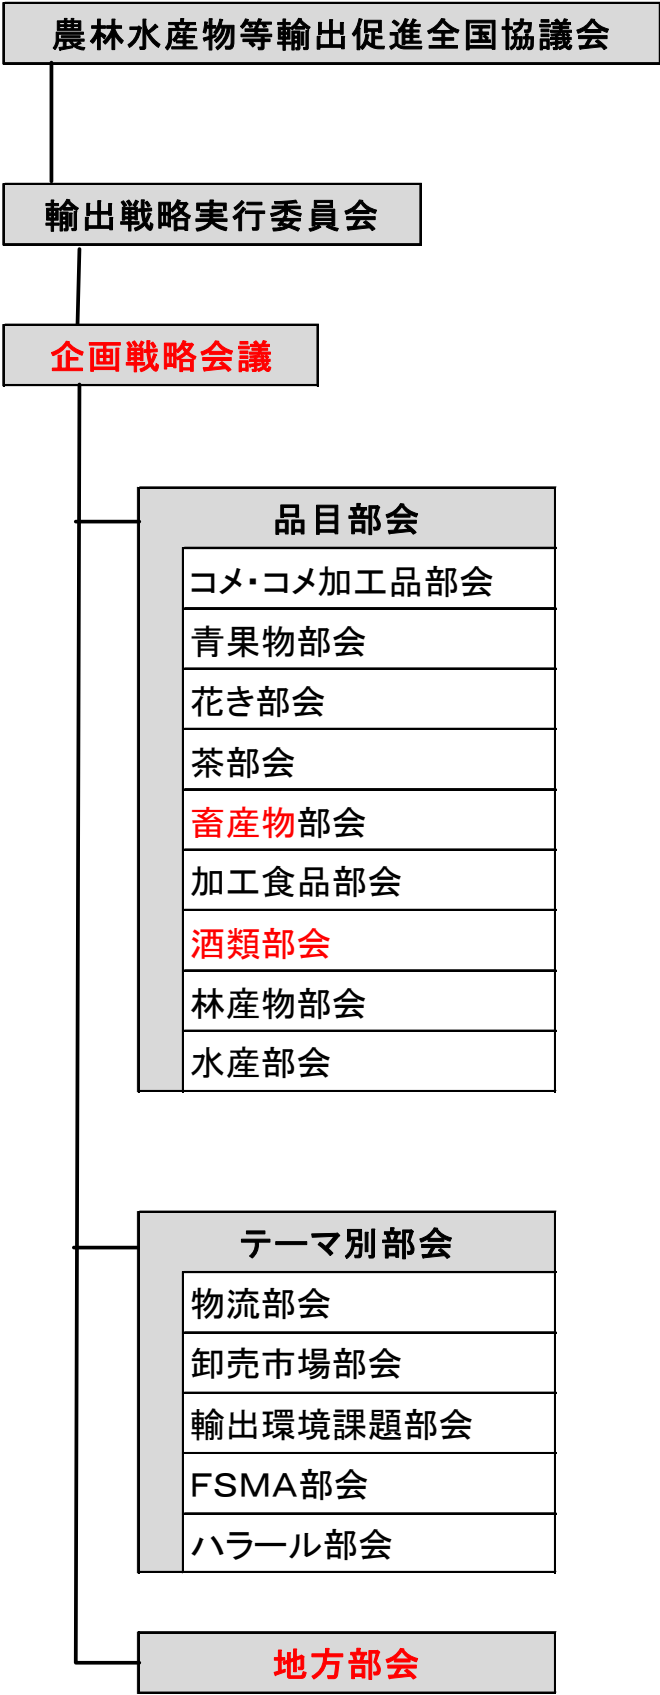 農林水産物等輸出促進全国協議会
輸出戦略実行委員会
企画戦略会議
品目部会
コメ・コメ加工品部会
青果物部会
花き部会
茶部会
畜産物部会
加工食品部会
酒類部会
林産物部会
水産部会
テーマ別部会
物流部会
卸売市場部会
輸出環境課題部会
ＦＳＭＡ部会
ハラール部会
地方部会